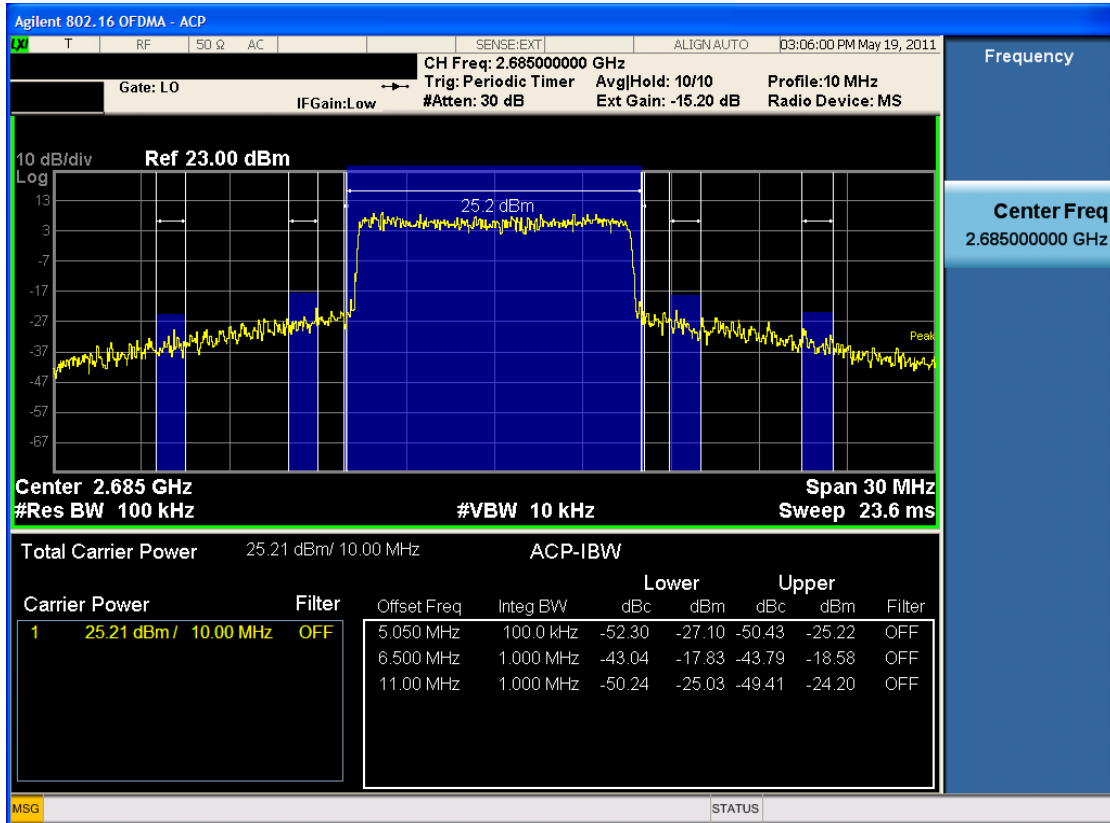 Agilent 802.16 OFDMA - ACP
LXI T RF 50 Ω AC SENSE:EXT ALIGN AUTO 03:06:00 PM May 19, 2011
CH Freq: 2.685000000 GHz
Gate: LO Trig: Periodic Timer Avg|Hold: 10/10 Profile:10 MHz
IFGain:Low #Atten: 30 dB Ext Gain: -15.20 dB Radio Device: MS
Frequency
10 dB/div Ref 23.00 dBm
Log
13
3
-7
-17
-27
-37
-47
-57
-67
25.2 dBm
Peak
Center Freq
2.685000000 GHz
Center 2.685 GHz Span 30 MHz
#Res BW 100 kHz #VBW 10 kHz Sweep 23.6 ms
Total Carrier Power 25.21 dBm/ 10.00 MHz ACP-IBW
Lower Upper
Carrier Power Filter Offset Freq Integ BW dBc dBm dBc dBm Filter
1 25.21 dBm / 10.00 MHz OFF 5.050 MHz 100.0 kHz -52.30 -27.10 -50.43 -25.22 OFF
6.500 MHz 1.000 MHz -43.04 -17.83 -43.79 -18.58 OFF
11.00 MHz 1.000 MHz -50.24 -25.03 -49.41 -24.20 OFF
MSG STATUS